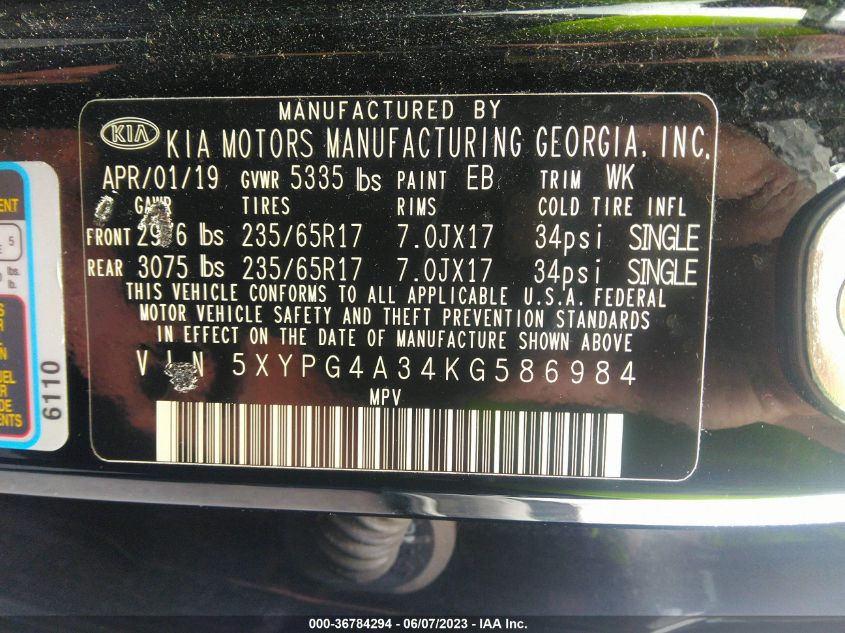 MANUFACTURED BY
KIA KIA MOTORS MANUFACTURING GEORGIA, INC.
APR/01/19 GVWR 5335 lbs PAINT EB TRIM WK
GAWR TIRES RIMS COLD TIRE INFL
FRONT lbs 235/65R17 7.0JX17 34psi SINGLE
REAR 3075 lbs 235/65R17 7.0JX17 34psi SINGLE
THIS VEHICLE CONFORMS TO ALL APPLICABLE U.S.A. FEDERAL
MOTOR VEHICLE SAFETY AND THEFT PREVENTION STANDARDS
IN EFFECT ON THE DATE OF MANUFACTURE SHOWN ABOVE
VIN 5XYPG4A34KG586984
MPV
6110
000-36784294 - 06/07/2023 - IAA Inc.